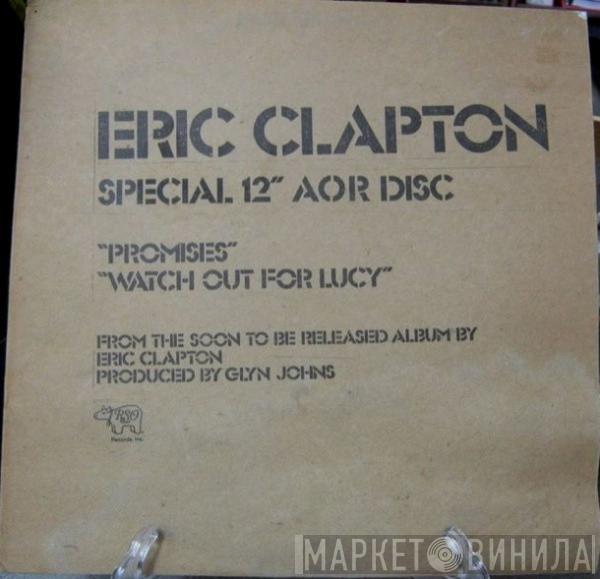 ERIC CLAPTON
SPECIAL 12" AOR DISC
"PROMISES"
"WATCH OUT FOR LUCY"
FROM THE SOON TO BE RELEASED ALBUM BY
ERIC CLAPTON
PRODUCED BY GLYN JOHNS
RSO
Records, Inc.
МАРКЕТ ВИНИЛА